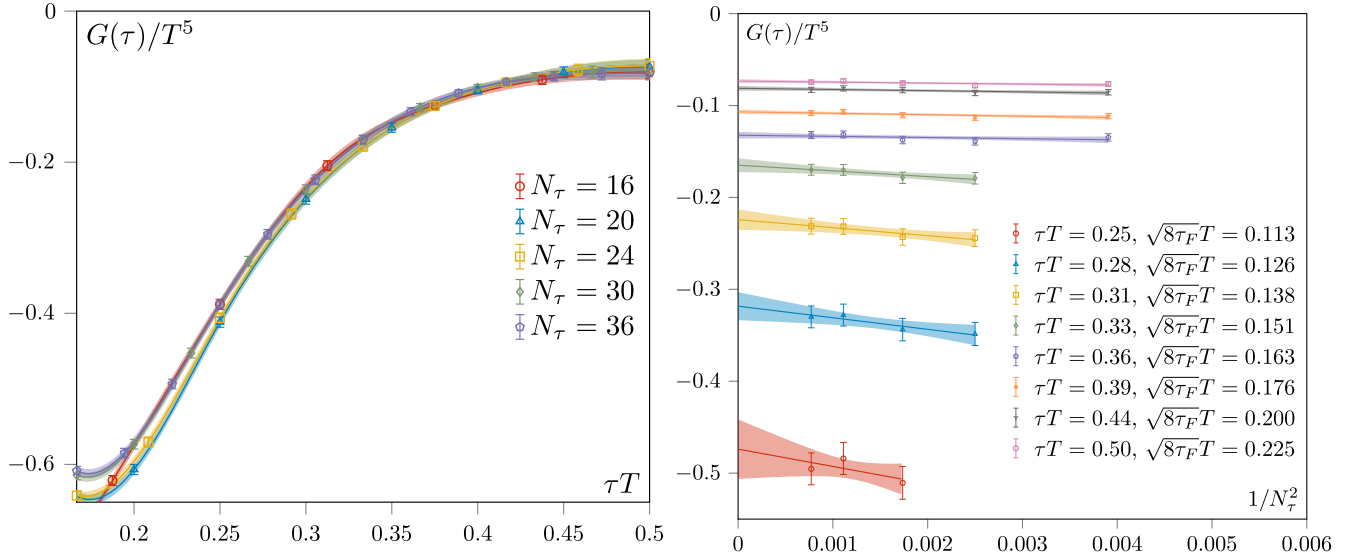 G(τ)/T⁵
0
−0.2
−0.4
−0.6
N_τ = 16
N_τ = 20
N_τ = 24
N_τ = 30
N_τ = 36
τT
0.2 0.25 0.3 0.35 0.4 0.45 0.5
G(τ)/T⁵
0
−0.1
−0.2
−0.3
−0.4
−0.5
τT = 0.25, √8τ_F T = 0.113
τT = 0.28, √8τ_F T = 0.126
τT = 0.31, √8τ_F T = 0.138
τT = 0.33, √8τ_F T = 0.151
τT = 0.36, √8τ_F T = 0.163
τT = 0.39, √8τ_F T = 0.176
τT = 0.44, √8τ_F T = 0.200
τT = 0.50, √8τ_F T = 0.225
1/N_τ²
0 0.001 0.002 0.003 0.004 0.005 0.006